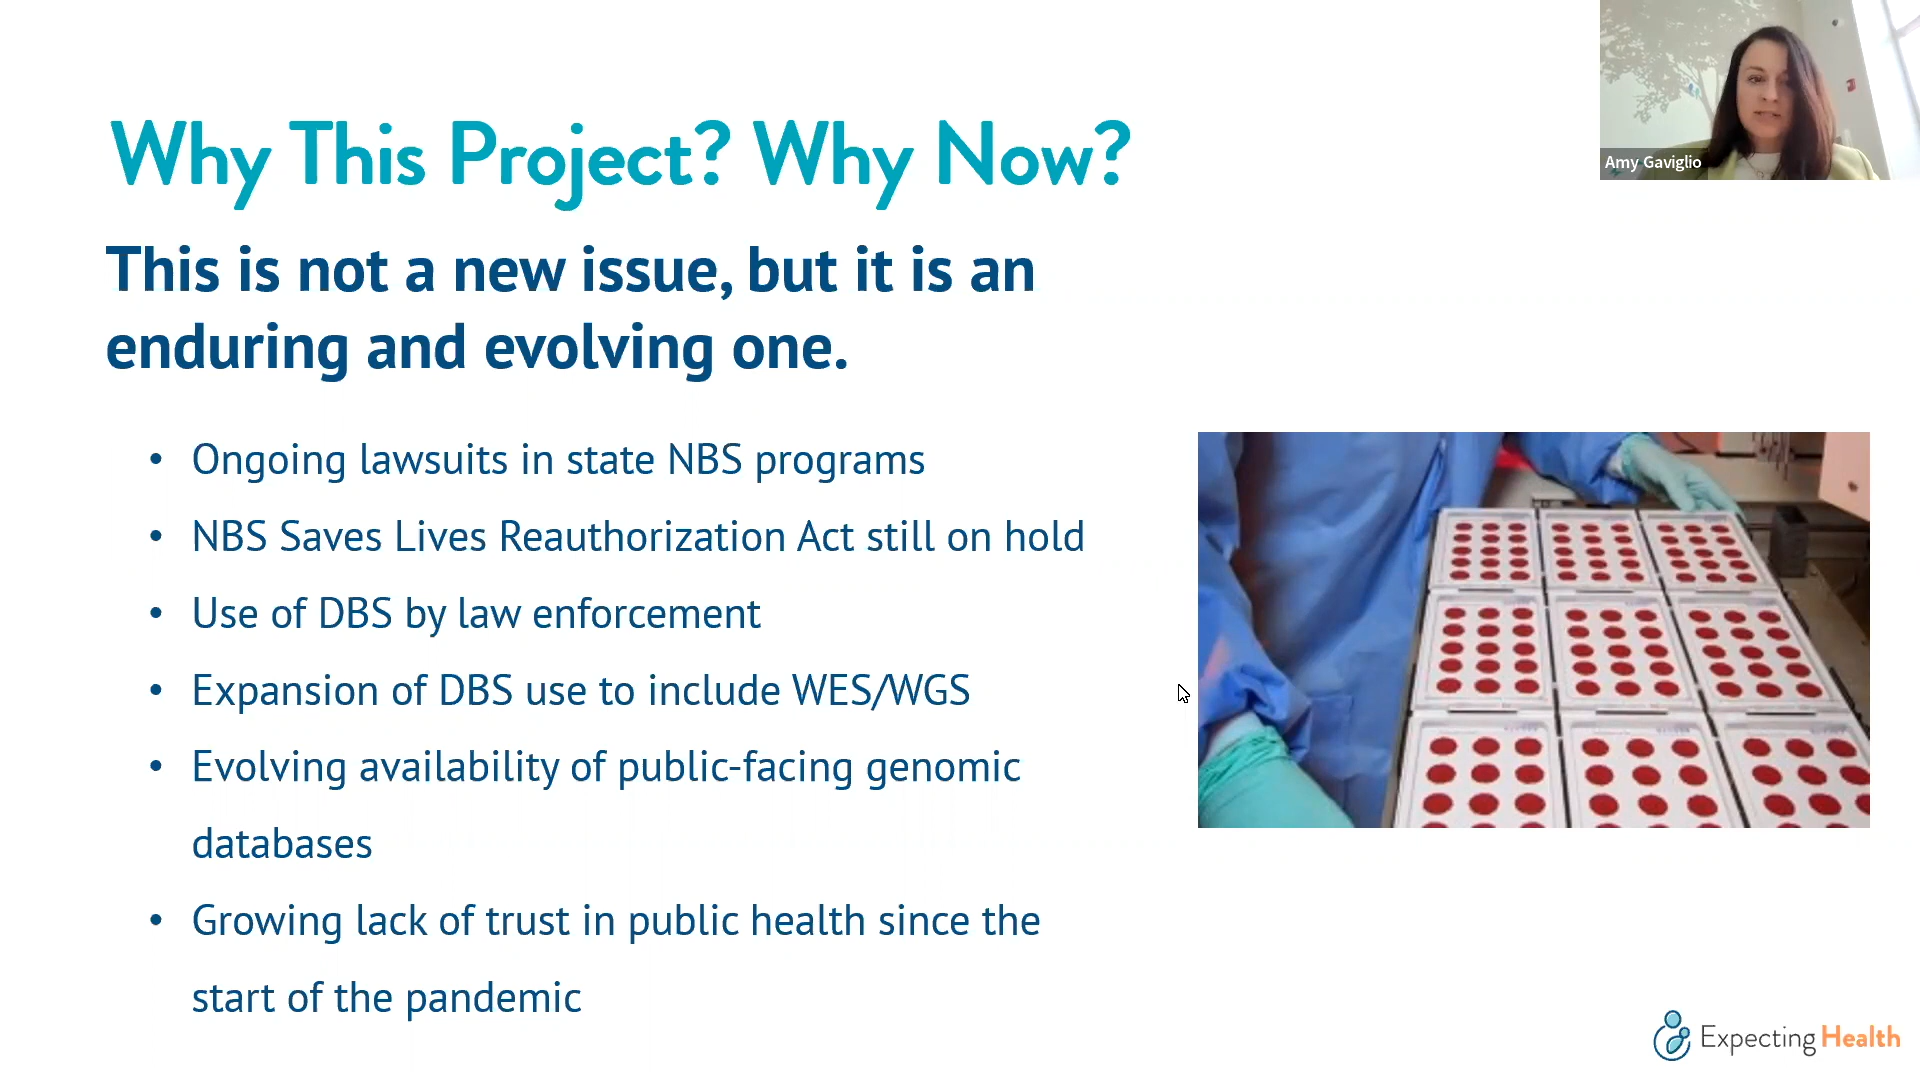 Why This Project? Why Now?
This is not a new issue, but it is an
enduring and evolving one.
• Ongoing lawsuits in state NBS programs
• NBS Saves Lives Reauthorization Act still on hold
• Use of DBS by law enforcement
• Expansion of DBS use to include WES/WGS
• Evolving availability of public-facing genomic
databases
• Growing lack of trust in public health since the
start of the pandemic
Amy Gaviglio
Expecting Health